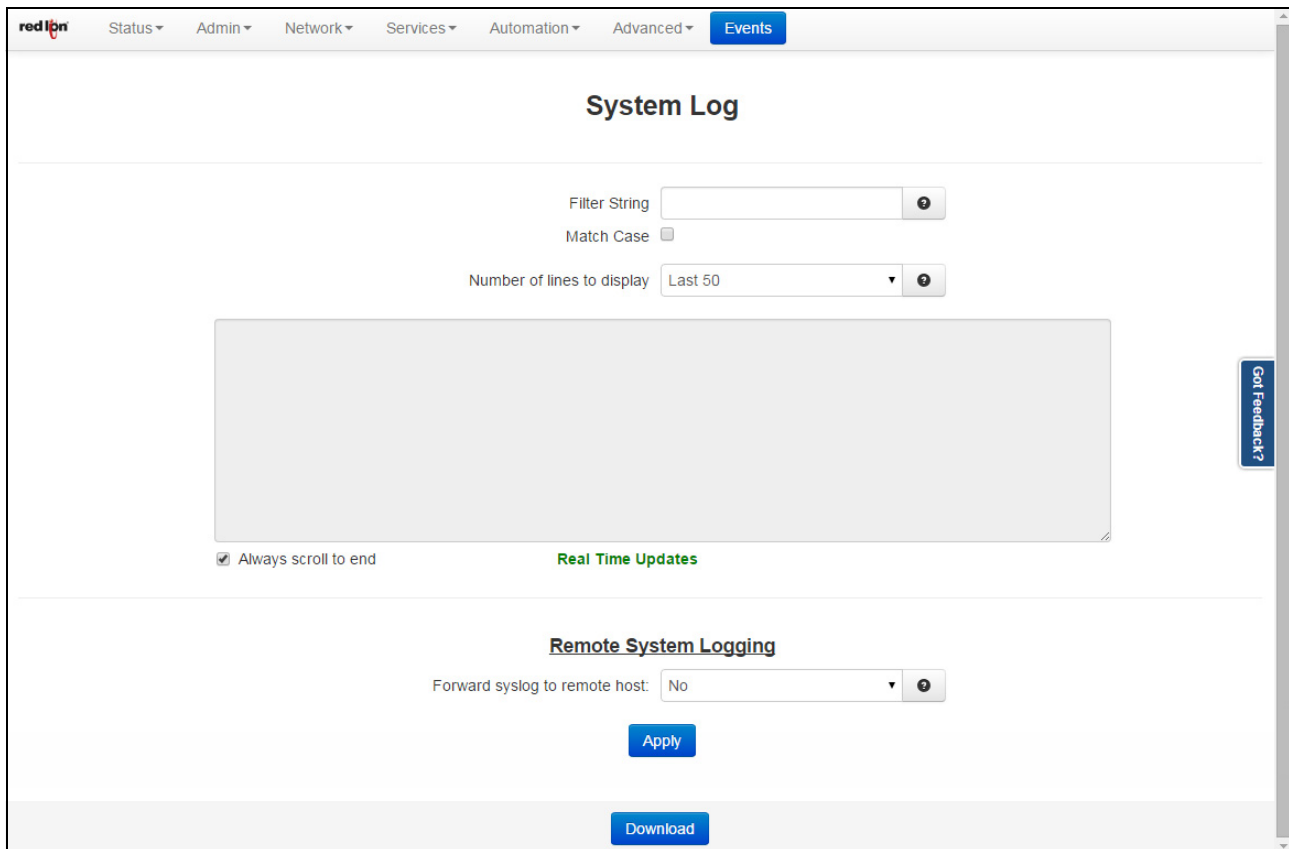 red lion Status Admin Network Services Automation Advanced Events
System Log
Filter String
Match Case
Number of lines to display Last 50
Got Feedback?
Always scroll to end Real Time Updates
Remote System Logging
Forward syslog to remote host: No
Apply
Download